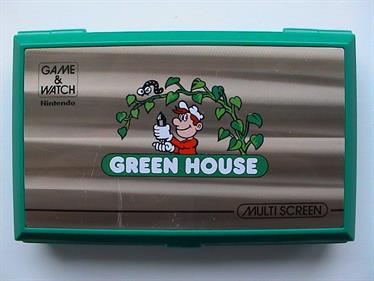 GAME
&
WATCH
Nintendo
GREEN HOUSE
MULTI SCREEN